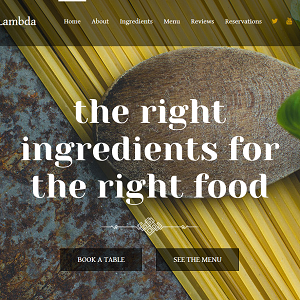 Lambda
Home About Ingredients Menu Reviews Reservations
the right
ingredients for
the right food
BOOK A TABLE SEE THE MENU